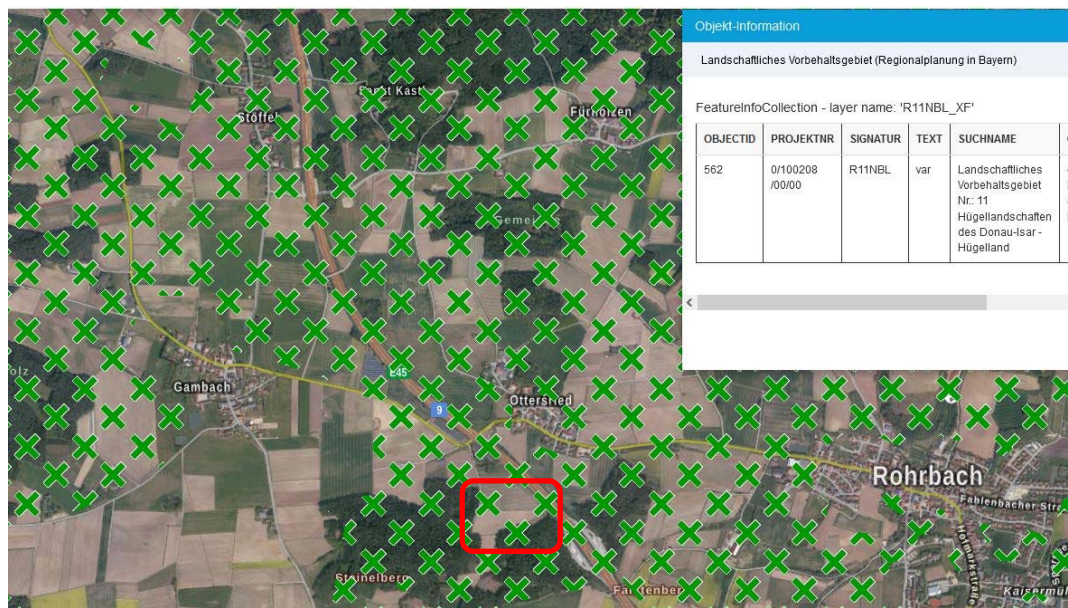 Objekt-Information
Landschaftliches Vorbehaltsgebiet (Regionalplanung in Bayern)
FeatureInfoCollection - layer name: 'R11NBL_XF'
OBJECTID PROJEKTNR SIGNATUR TEXT SUCHNAME
562 0/100208 R11NBL var Landschaftliches
/00/00 Vorbehaltsgebiet
Nr.: 11
Hügellandschaften
des Donau-Isar -
Hügelland
Stöffel
Fürholzen
E45
Gambach
9
Rohrbach
Fahlenbacher Str
Hofmarkstraße